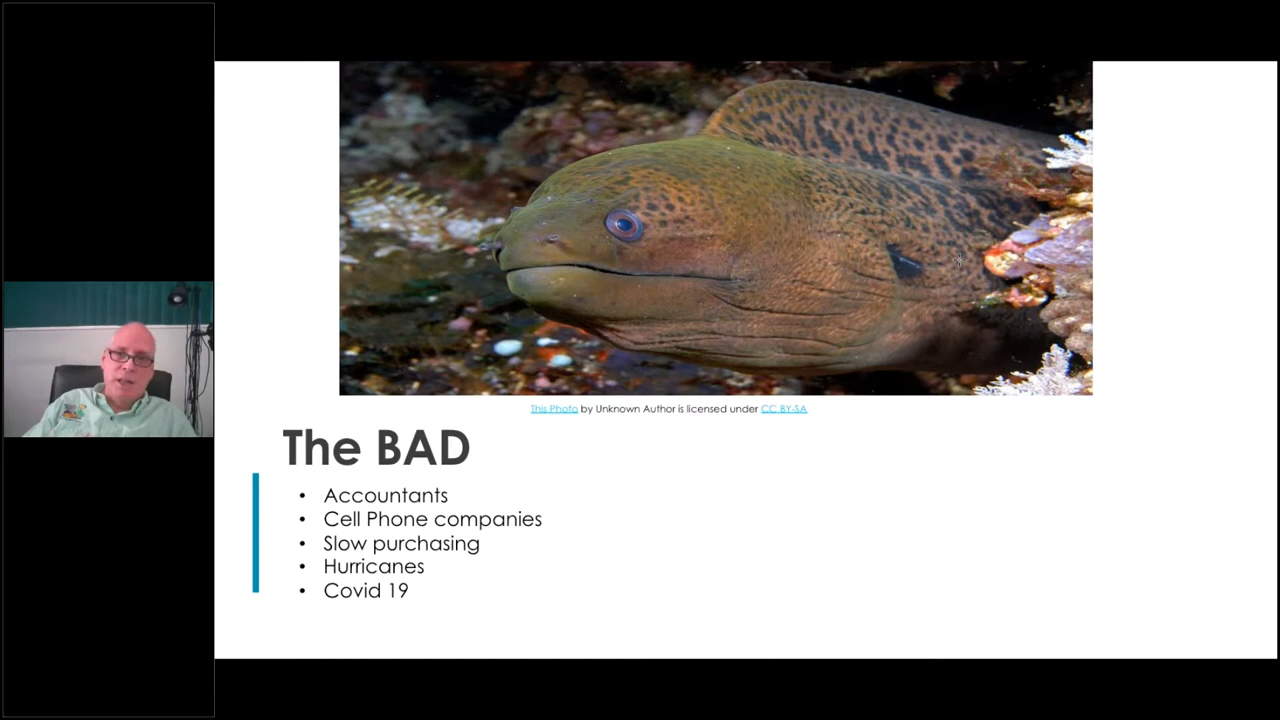 This Photo by Unknown Author is licensed under CC BY-SA
The BAD
• Accountants
• Cell Phone companies
• Slow purchasing
• Hurricanes
• Covid 19